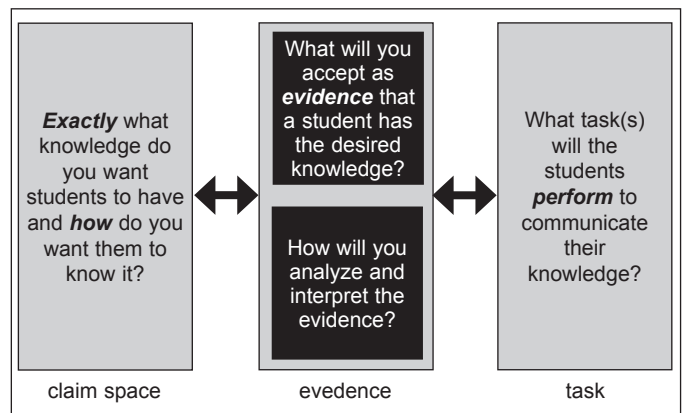 Exactly what
knowledge do
you want
students to have
and how do you
want them to
know it?
What will you
accept as
evidence that
a student has
the desired
knowledge?
How will you
analyze and
interpret the
evidence?
What task(s)
will the
students
perform to
communicate
their
knowledge?
claim space
evedence
task